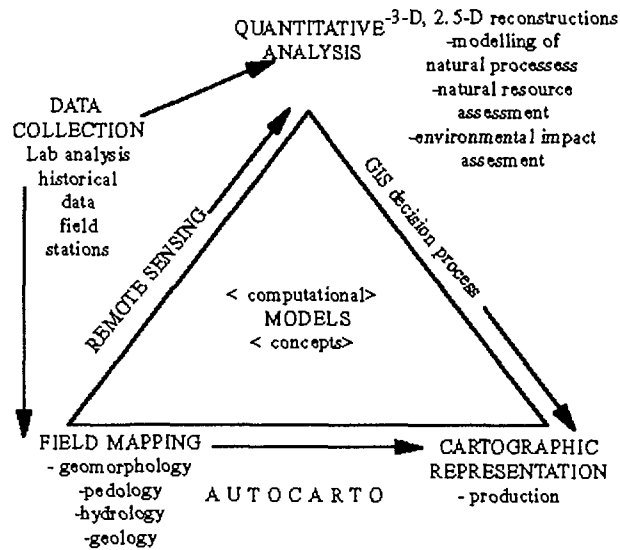 QUANTITATIVE
ANALYSIS
-3-D, 2.5-D reconstructions
-modelling of
natural processess
-natural resource
assessment
-environmental impact
assesment
DATA
COLLECTION
Lab analysis
historical
data
field
stations
REMOTE SENSING
GIS decision process
< computational>
MODELS
< concepts>
FIELD MAPPING
- geomorphology
-pedology
-hydrology
-geology
AUTOCARTO
CARTOGRAPHIC
REPRESENTATION
- production